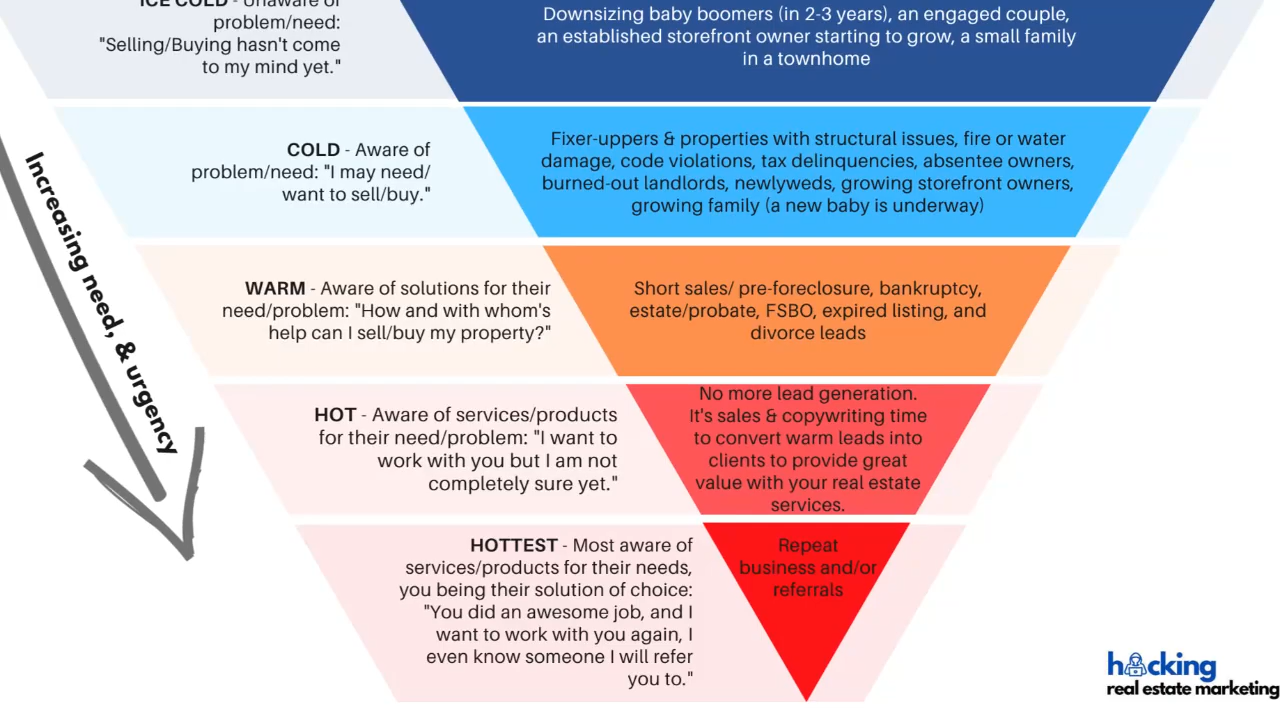 ICE COLD - Unaware of
problem/need:
"Selling/Buying hasn't come
to my mind yet."
Downsizing baby boomers (in 2-3 years), an engaged couple,
an established storefront owner starting to grow, a small family
in a townhome
COLD - Aware of
problem/need: "I may need/
want to sell/buy."
Fixer-uppers & properties with structural issues, fire or water
damage, code violations, tax delinquencies, absentee owners,
burned-out landlords, newlyweds, growing storefront owners,
growing family (a new baby is underway)
Increasing need, & urgency
WARM - Aware of solutions for their
need/problem: "How and with whom's
help can I sell/buy my property?"
Short sales/ pre-foreclosure, bankruptcy,
estate/probate, FSBO, expired listing, and
divorce leads
HOT - Aware of services/products
for their need/problem: "I want to
work with you but I am not
completely sure yet."
No more lead generation.
It's sales & copywriting time
to convert warm leads into
clients to provide great
value with your real estate
services.
HOTTEST - Most aware of
services/products for their needs,
you being their solution of choice:
"You did an awesome job, and I
want to work with you again, I
even know someone I will refer
you to."
Repeat
business and/or
referrals
hacking
real estate marketing